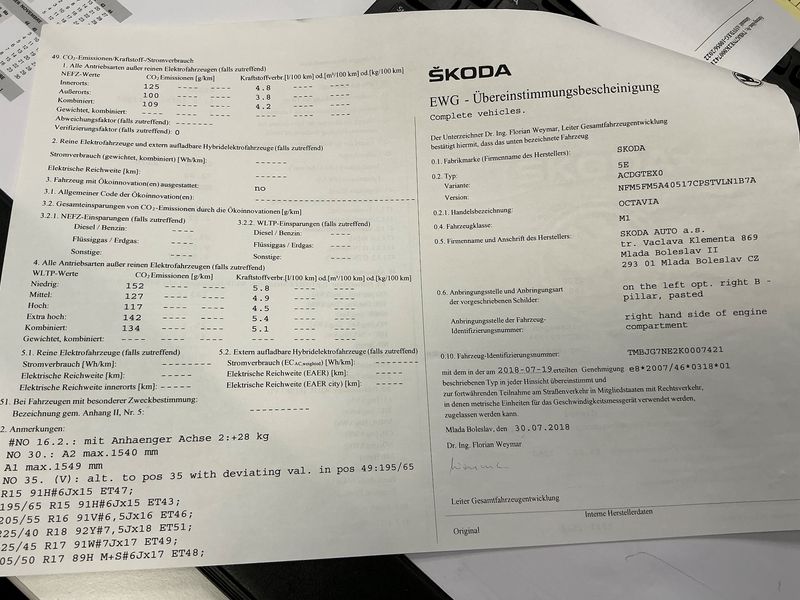 49. CO2-Emissionen/Kraftstoff-/Stromverbrauch
1. Alle Antriebsarten außer reinen Elektrofahrzeugen (falls zutreffend)
NEFZ-Werte CO2 Emissionen [g/km] Kraftstoffverbr.[l/100 km] od.[m³/100 km] od.[kg/100 km]
Innerorts: 125 ---- ---- 4.8 ---- ----
Außerorts: 100 ---- ---- 3.8 ---- ----
Kombiniert: 109 ---- ---- 4.2 ---- ----
Gewichtet, kombiniert: ---- ---- ---- ---- ---- ----
Abweichungsfaktor (falls zutreffend): ------
Verifizierungsfaktor (falls zutreffend): 0
2. Reine Elektrofahrzeuge und extern aufladbare Hybridelektrofahrzeuge (falls zutreffend)
Stromverbrauch (gewichtet, kombiniert) [Wh/km]: -----
Elektrische Reichweite [km]: -----
3. Fahrzeug mit Ökoinnovation(en) ausgestattet: no
3.1. Allgemeiner Code der Ökoinnovation(en):
3.2. Gesamteinsparungen von CO2-Emissionen durch die Ökoinnovationen [g/km]
3.2.1. NEFZ-Einsparungen (falls zutreffend) 3.2.2. WLTP-Einsparungen (falls zutreffend)
Diesel / Benzin: ---- Diesel / Benzin: ----
Flüssiggas / Erdgas: ---- Flüssiggas / Erdgas: ----
Sonstige: ---- Sonstige: ----
4. Alle Antriebsarten außer reinen Elektrofahrzeugen (falls zutreffend)
WLTP-Werte CO2 Emissionen [g/km] Kraftstoffverbr.[l/100 km] od.[m³/100 km] od.[kg/100 km]
Niedrig: 152 ---- ---- 5.8 ---- ----
Mittel: 127 ---- ---- 4.9 ---- ----
Hoch: 117 ---- ---- 4.5 ---- ----
Extra hoch: 142 ---- ---- 5.4 ---- ----
Kombiniert: 134 ---- ---- 5.1 ---- ----
Gewichtet, kombiniert: ---- ---- ---- ---- ---- ----
5.1. Reine Elektrofahrzeuge (falls zutreffend) 5.2. Extern aufladbare Hybridelektrofahrzeuge (falls zutreffend)
Stromverbrauch [Wh/km]: Stromverbrauch (ECAC,weighted) [Wh/km]:
Elektrische Reichweite [km]: Elektrische Reichweite (EAER) [km]:
Elektrische Reichweite innerorts [km]: Elektrische Reichweite (EAER city) [km]:
51. Bei Fahrzeugen mit besonderer Zweckbestimmung:
Bezeichnung gem. Anhang II, Nr. 5: ----------
2. Anmerkungen:
#NO 16.2.: mit Anhaenger Achse 2:+28 kg
NO 30.: A2 max.1540 mm
A1 max.1549 mm
NO 35. (V): alt. to pos 35 with deviating val. in pos 49:195/65
R15 91H#6Jx15 ET47;
195/65 R15 91H#6Jx15 ET43;
205/55 R16 91V#6,5Jx16 ET46;
225/40 R18 92Y#7,5Jx18 ET51;
25/45 R17 91W#7Jx17 ET49;
05/50 R17 89H M+S#6Jx17 ET48;
ŠKODA
EWG - Übereinstimmungsbescheinigung
Complete vehicles.
Der Unterzeichner Dr. Ing. Florian Weymar, Leiter Gesamtfahrzeugentwicklung
bestätigt hiermit, dass das unten bezeichnete Fahrzeug
0.1. Fabrikmarke (Firmenname des Herstellers): SKODA
0.2. Typ: 5E
Variante: ACDGTEX0
Version: NFM5FM5A40517CPSTVLN1B7A
0.2.1. Handelsbezeichnung: OCTAVIA
0.4. Fahrzeugklasse: M1
0.5. Firmenname und Anschrift des Herstellers: SKODA AUTO a.s.
tr. Vaclava Klementa 869
Mlada Boleslav II
293 01 Mlada Boleslav CZ
0.6. Anbringungsstelle und Anbringungsart on the left opt. right B -
der vorgeschriebenen Schilder: pillar, pasted
Anbringungsstelle der Fahrzeug- right hand side of engine
Identifizierungsnummer: compartment
0.10. Fahrzeug-Identifizierungsnummer: TMBJG7NE2K0007421
mit dem in der am 2018-07-19 erteilten Genehmigung e8*2007/46*0318*01
beschriebenen Typ in jeder Hinsicht übereinstimmt und
zur fortwährenden Teilnahme am Straßenverkehr in Mitgliedstaaten mit Rechtsverkehr,
in denen metrische Einheiten für das Geschwindigkeitsmessgerät verwendet werden,
zugelassen werden kann.
Mlada Boleslav, den 30.07.2018
Dr. Ing. Florian Weymar
Leiter Gesamtfahrzeugentwicklung
Interne Herstellerdaten
Original